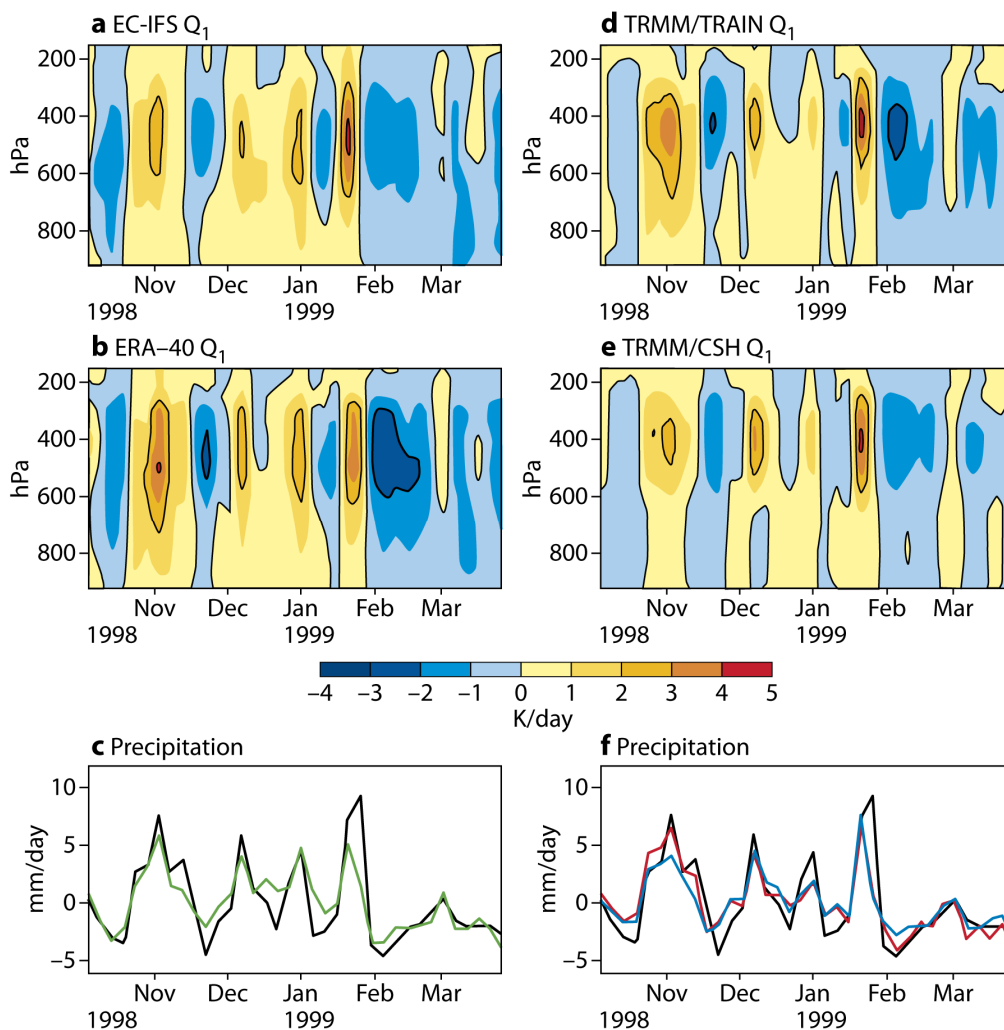 a EC-IFS Q1
200
400
600
800
hPa
Nov Dec Jan Feb Mar
1998 1999
b ERA–40 Q1
200
400
600
800
hPa
Nov Dec Jan Feb Mar
1998 1999
d TRMM/TRAIN Q1
200
400
600
800
hPa
Nov Dec Jan Feb Mar
1998 1999
e TRMM/CSH Q1
200
400
600
800
hPa
Nov Dec Jan Feb Mar
1998 1999
–4 –3 –2 –1 0 1 2 3 4 5
K/day
c Precipitation
10
5
0
–5
mm/day
Nov Dec Jan Feb Mar
1998 1999
f Precipitation
10
5
0
–5
mm/day
Nov Dec Jan Feb Mar
1998 1999